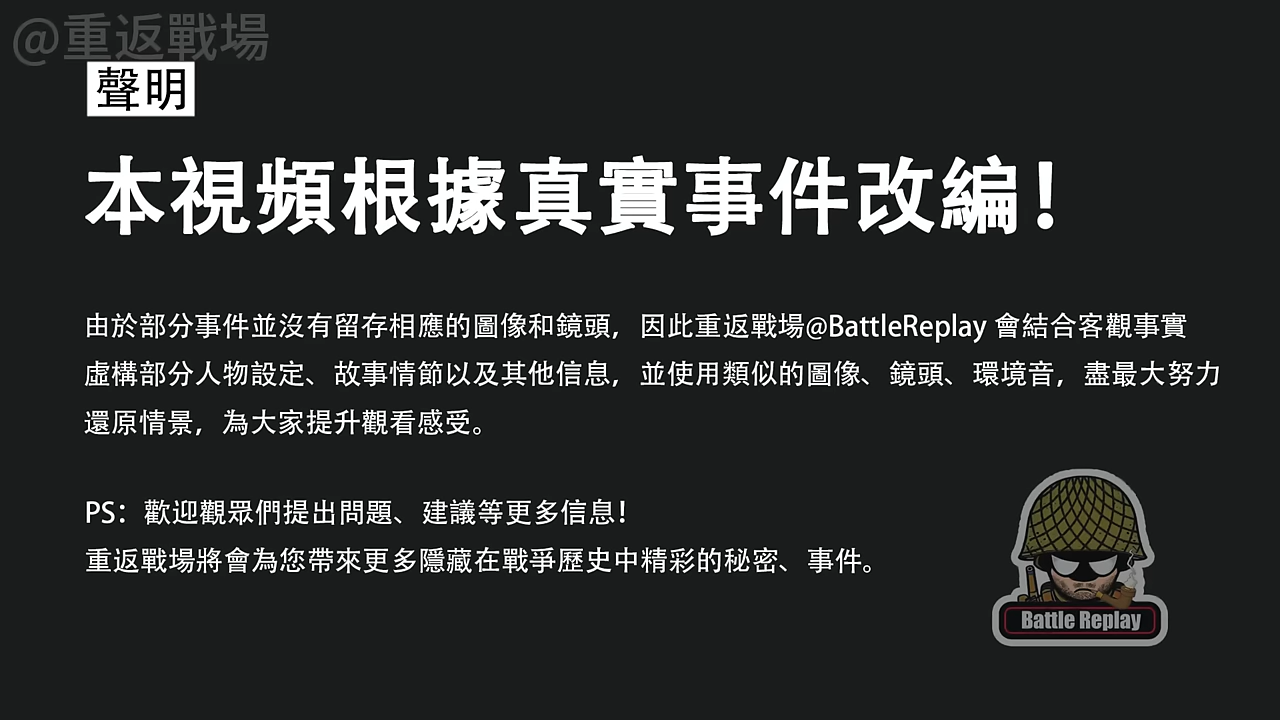 @重返戰場
聲明
本視頻根據真實事件改編！
由於部分事件並沒有留存相應的圖像和鏡頭，因此重返戰場@BattleReplay 會結合客觀事實
虛構部分人物設定、故事情節以及其他信息，並使用類似的圖像、鏡頭、環境音，盡最大努力
還原情景，為大家提升觀看感受。
PS：歡迎觀眾們提出問題、建議等更多信息！
重返戰場將會為您帶來更多隱藏在戰爭歷史中精彩的秘密、事件。
Battle Replay